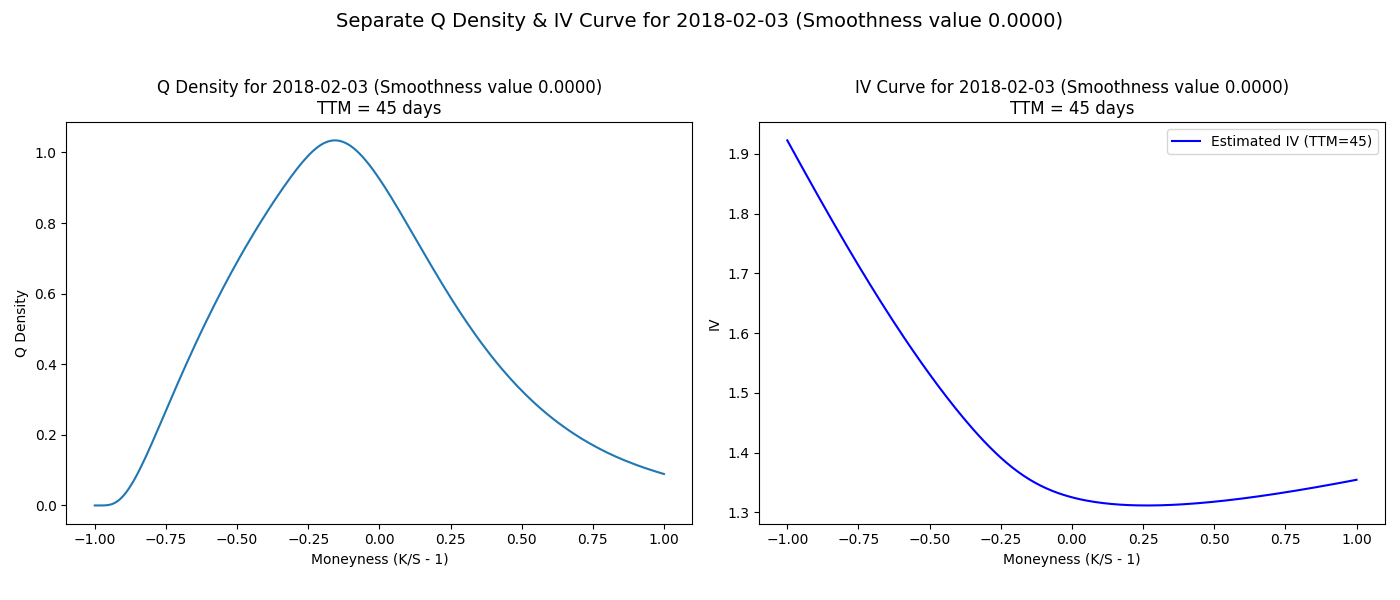 Separate Q Density & IV Curve for 2018-02-03 (Smoothness value 0.0000)
Q Density for 2018-02-03 (Smoothness value 0.0000)
TTM = 45 days
1.0
0.8
0.6
0.4
0.2
0.0
Q Density
−1.00 −0.75 −0.50 −0.25 0.00 0.25 0.50 0.75 1.00
Moneyness (K/S - 1)
IV Curve for 2018-02-03 (Smoothness value 0.0000)
TTM = 45 days
Estimated IV (TTM=45)
1.9
1.8
1.7
1.6
1.5
1.4
1.3
IV
−1.00 −0.75 −0.50 −0.25 0.00 0.25 0.50 0.75 1.00
Moneyness (K/S - 1)